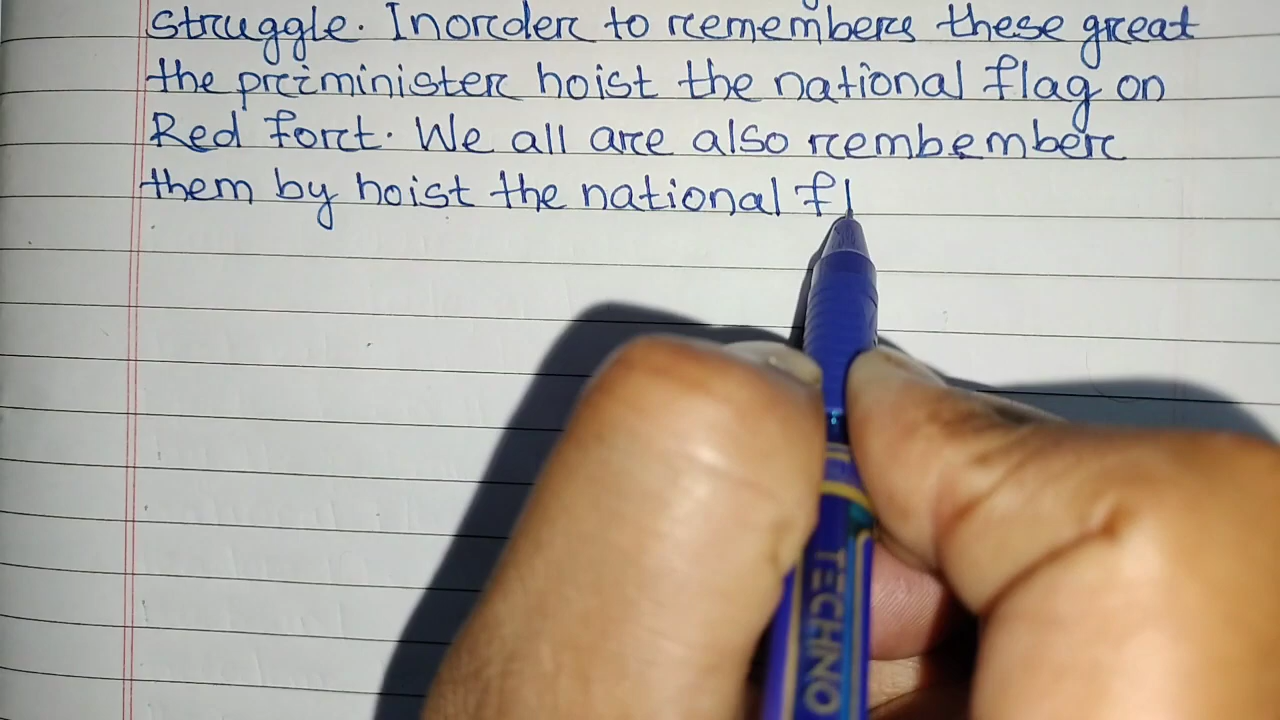 struggle. Inorder to remembers these great
the priminister hoist the national flag on
Red fort. We all are also rembember
them by hoist the national fl
TECHNO